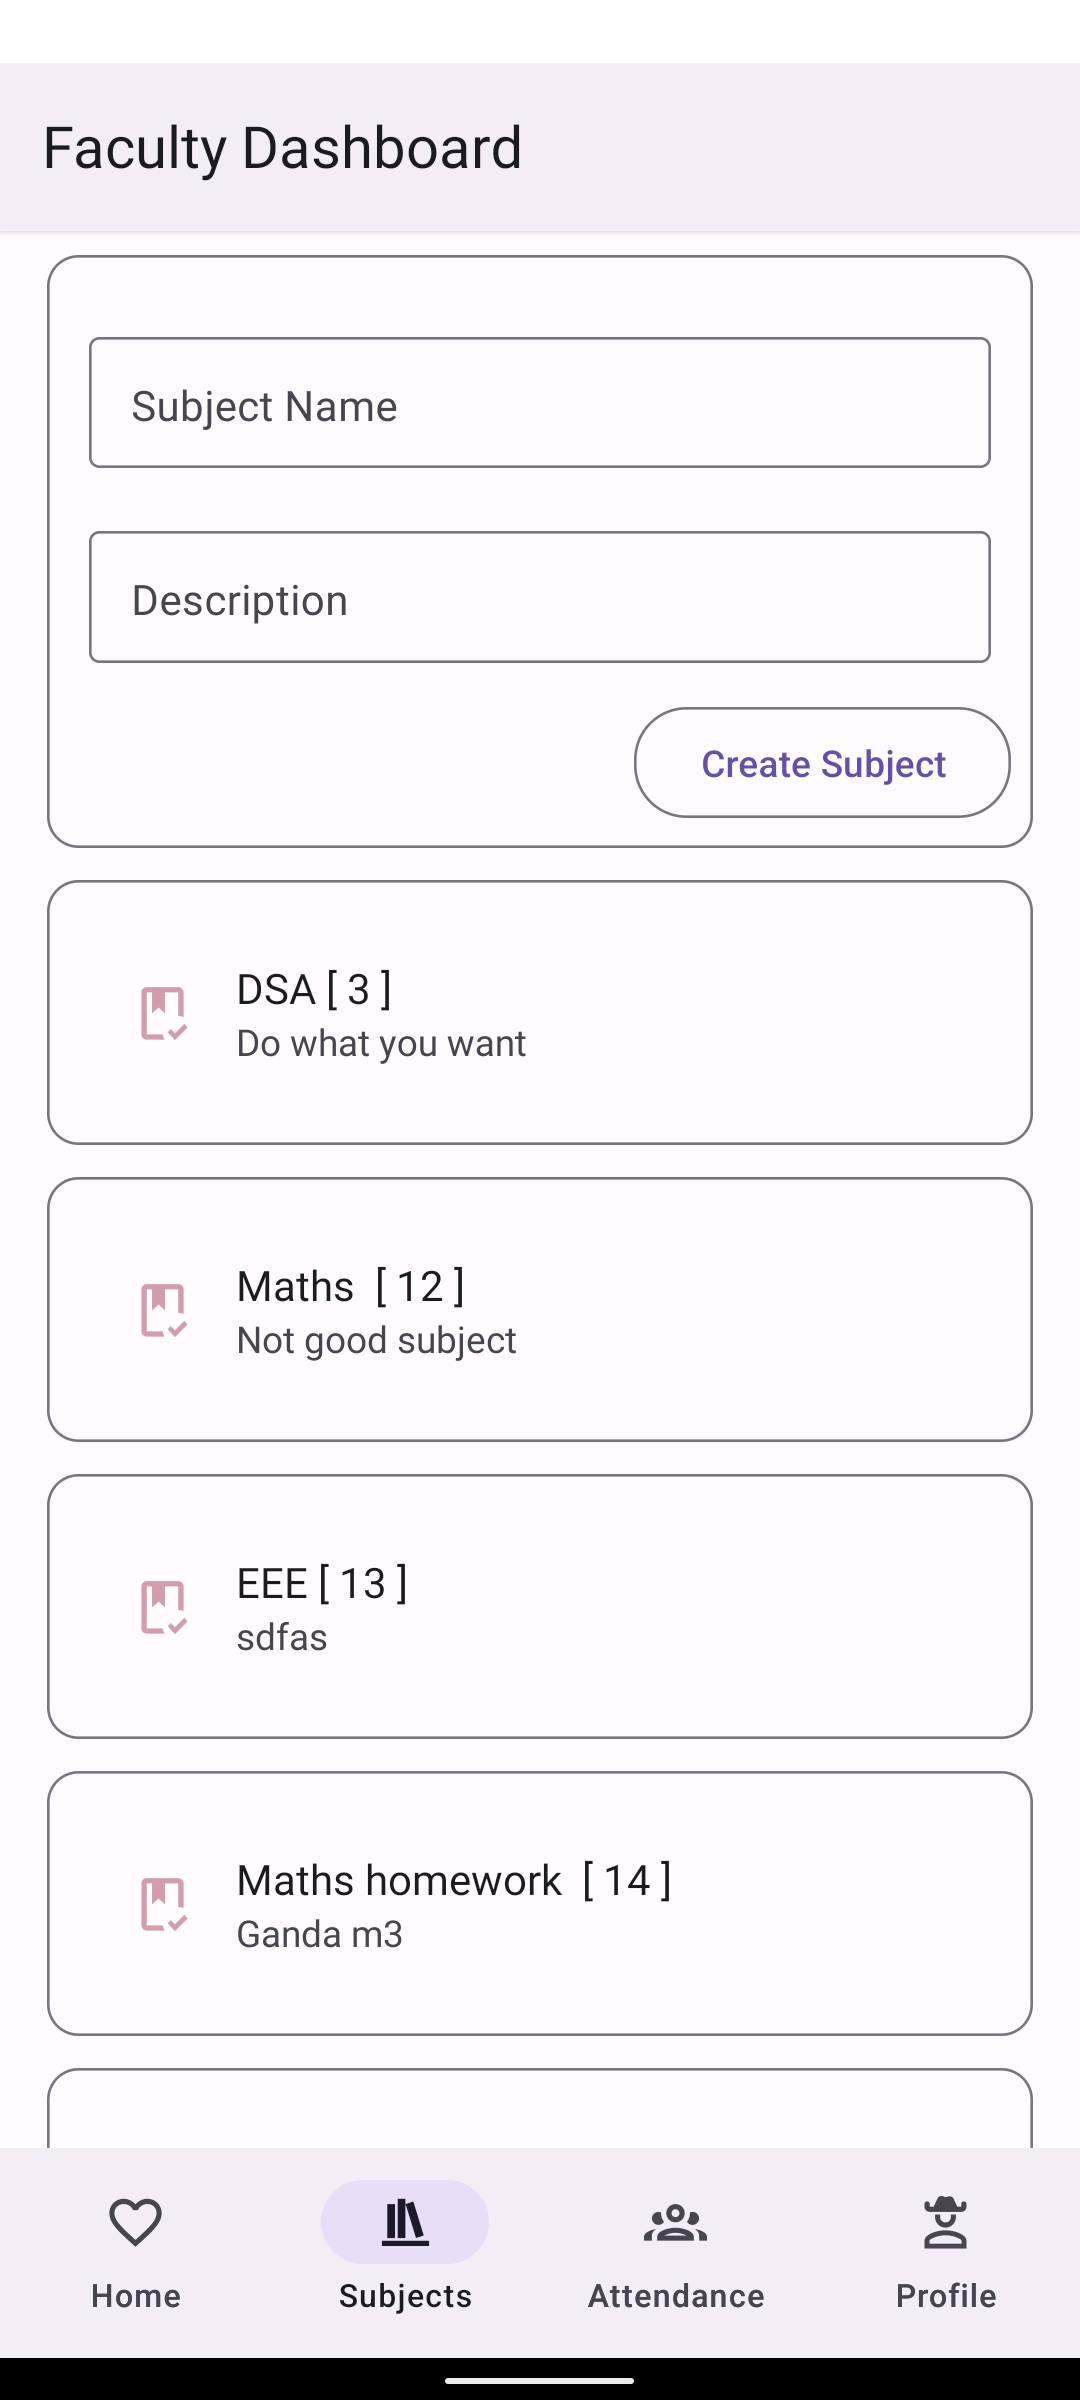 Faculty Dashboard
Subject Name
Description
Create Subject
DSA [ 3 ]
Do what you want
Maths  [ 12 ]
Not good subject
EEE [ 13 ]
sdfas
Maths homework  [ 14 ]
Ganda m3
Home
Subjects
Attendance
Profile